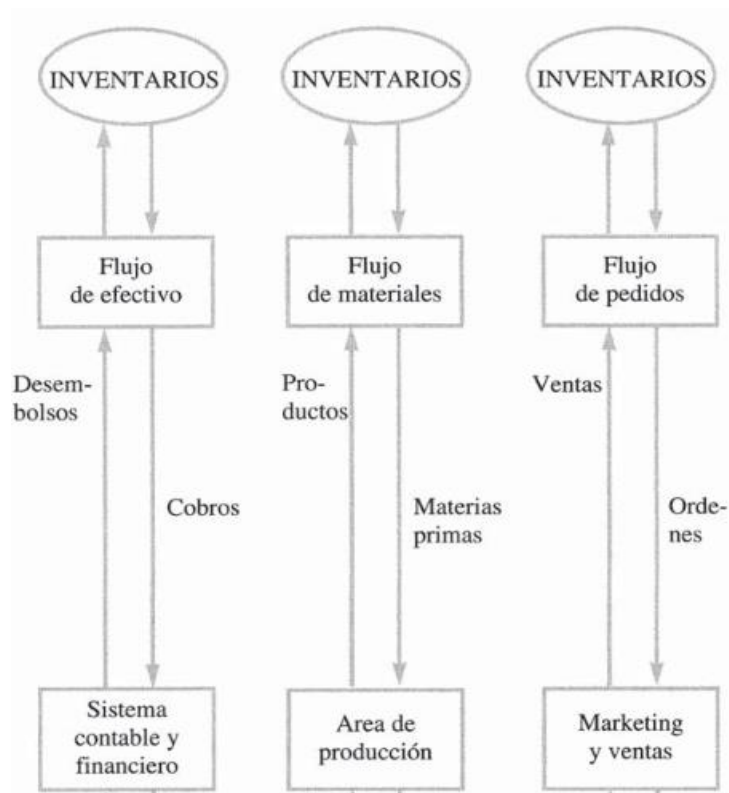 INVENTARIOS
INVENTARIOS
INVENTARIOS
Flujo
de efectivo
Flujo
de materiales
Flujo
de pedidos
Desem-
bolsos
Pro-
ductos
Ventas
Cobros
Materias
primas
Orde-
nes
Sistema
contable y
financiero
Area de
producción
Marketing
y ventas